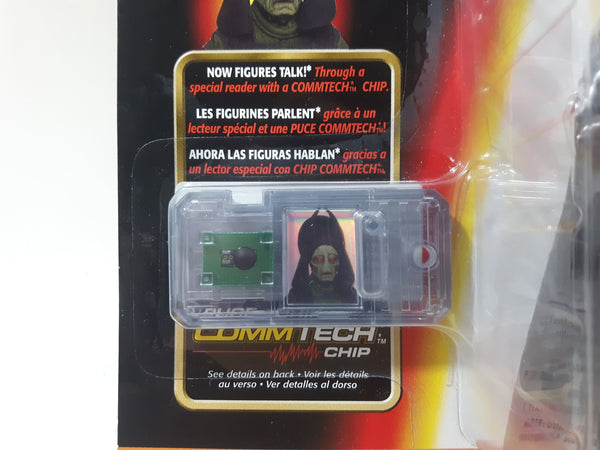 NOW FIGURES TALK!* Through a
special reader with a COMMTECH™ CHIP.
LES FIGURINES PARLENT* grâce à un
lecteur spécial et une PUCE COMMTECH™!
AHORA LAS FIGURAS HABLAN* gracias a
un lector especial con CHIP COMMTECH™.
COMMTECH™
CHIP
See details on back • Voir les détails
au verso • Ver detalles al dorso